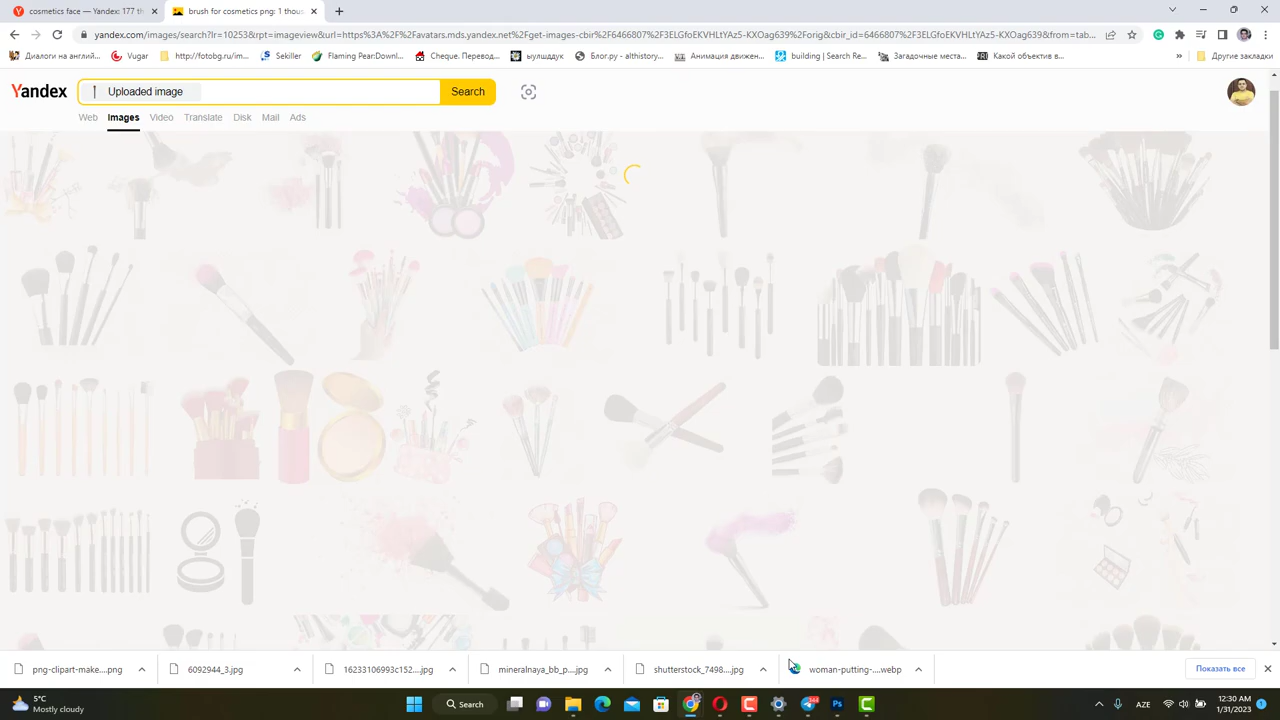 cosmetics face — Yandex: 177 th
brush for cosmetics png: 1 thous
yandex.com/images/search?lr=10253&rpt=imageview&url=https%3A%2F%2Favatars.mds.yandex.net%2Fget-images-cbir%2F6466807%2F3ELGfoEKVHLtYAz5-KXOag639%2Forig&cbir_id=6466807%2F3ELGfoEKVHLtYAz5-KXOag639&from=tab...
Диалоги на английс...
Vugar
http://fotobg.ru/im...
Sekiller
Flaming Pear:Downl...
Cheque. Перевод...
ыулшдук
Блог.ру - althistory...
Анимация движен...
building | Search Re...
Загадочные места...
Какой объектив в...
»
Другие закладки
Yandex
Uploaded image
Search
Web
Images
Video
Translate
Disk
Mail
Ads
png-clipart-make....png
6092944_3.jpg
16233106993c152....jpg
mineralnaya_bb_p....jpg
shutterstock_7498....jpg
woman-putting-....webp
Показать все
5°C
Mostly cloudy
Search
344
Ps
AZE
12:30 AM
1/31/2023